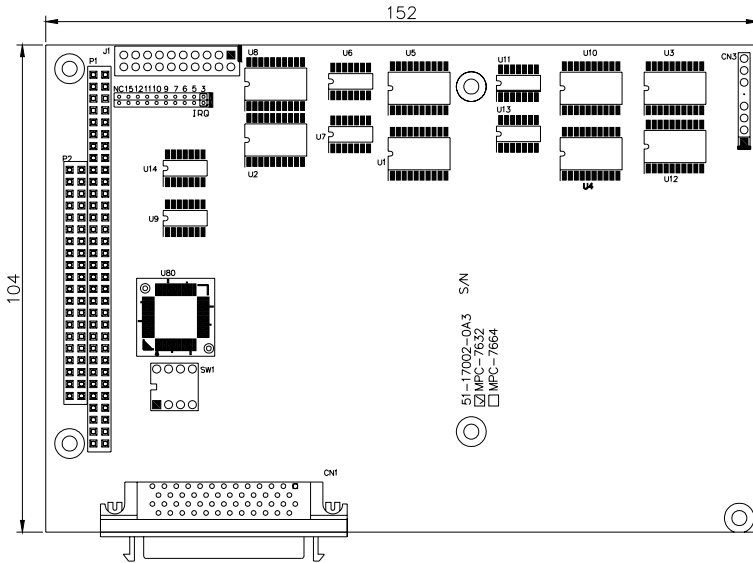 152
J1
U8
U6
U5
U11
U10
U3
CN3
P1
NC15121110 9 7 6 5 3
IRQ
U7
U13
P2
U14
U2
U1
U4
U12
U9
104
U80
S/N
51-17002-0A3
MPC-7632
MPC-7664
SW1
CN1